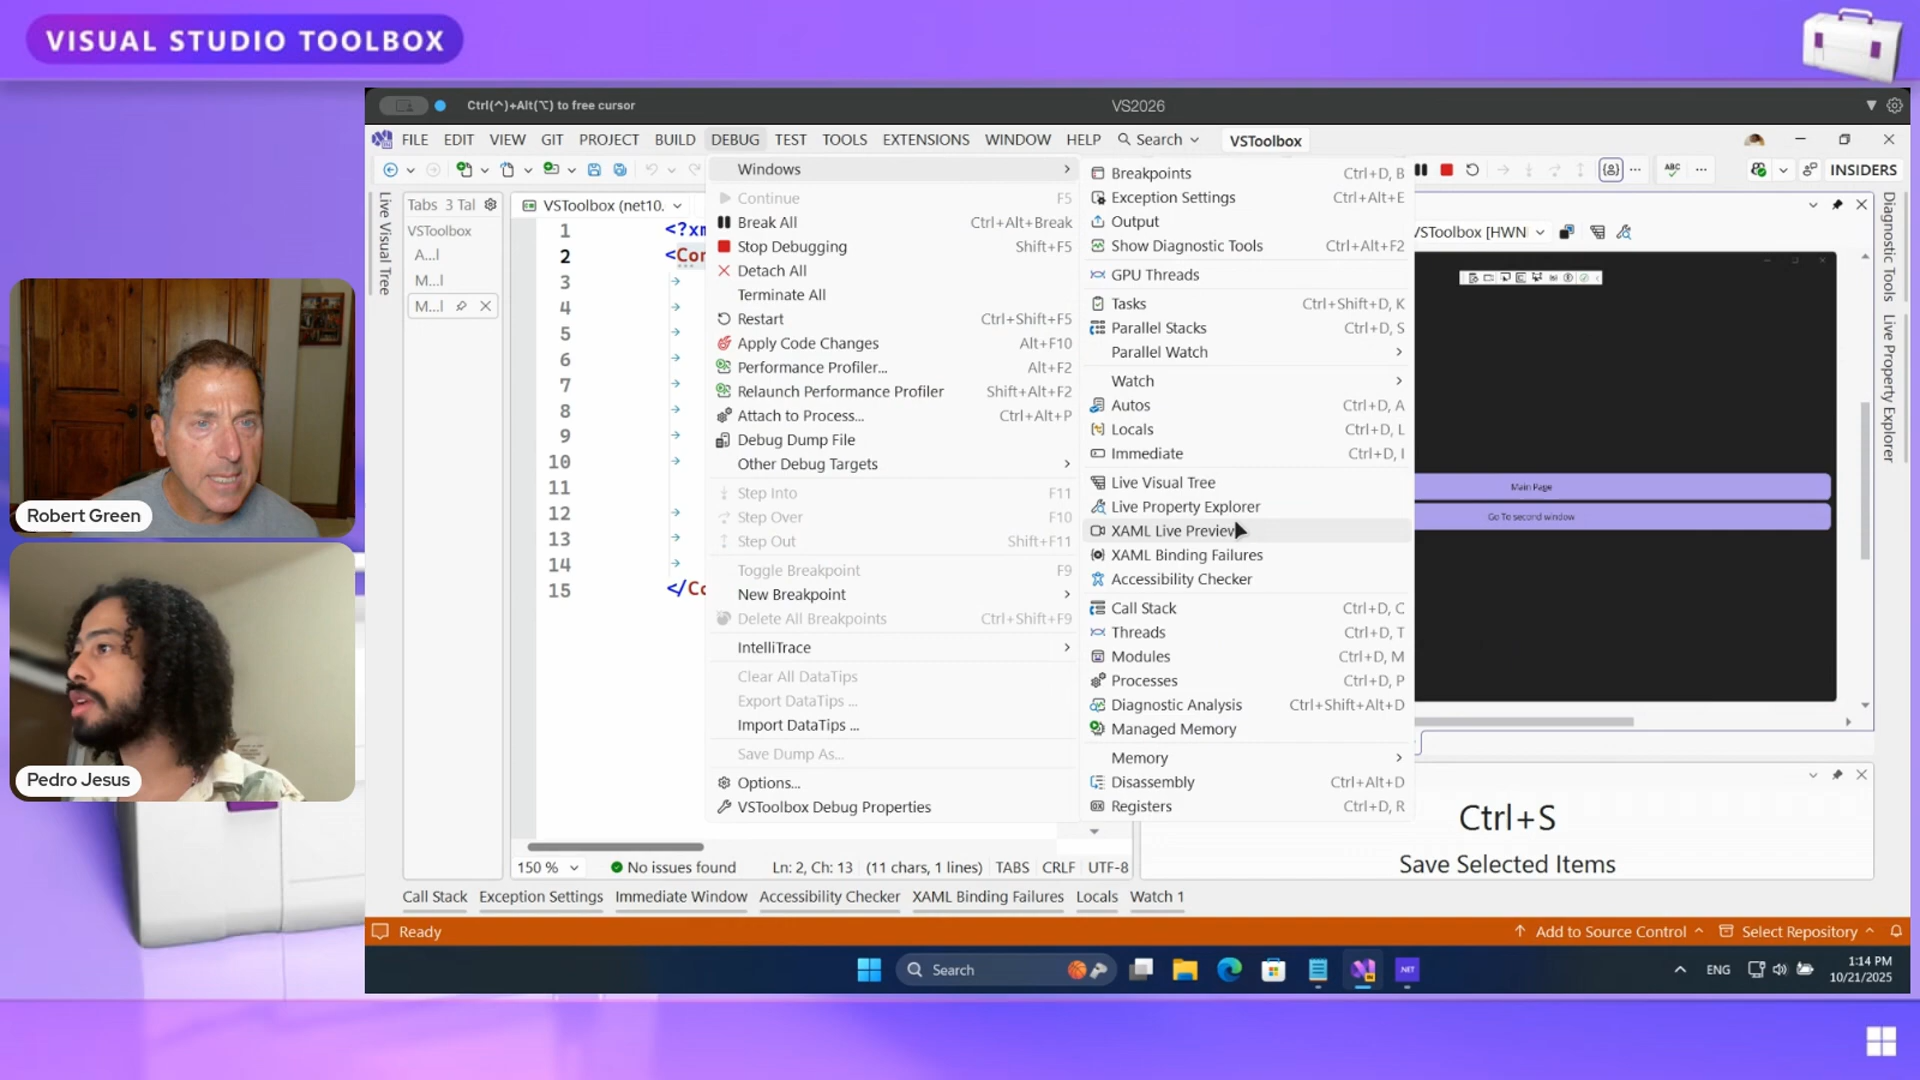 VISUAL STUDIO TOOLBOX
Ctrl(^)+Alt(⌥) to free cursor
VS2026
FILE EDIT VIEW GIT PROJECT BUILD DEBUG TEST TOOLS EXTENSIONS WINDOW HELP Search VSToolbox
INSIDERS
Live Visual Tree
Tabs 3 Tal
VSToolbox
A...l
M...l
M...l
VSToolbox (net10.
1 <?xm
2 <Con
3
4
5
6
7
8
9
10
11
12
13
14
15 </Co
Windows
Continue F5
Break All Ctrl+Alt+Break
Stop Debugging Shift+F5
Detach All
Terminate All
Restart Ctrl+Shift+F5
Apply Code Changes Alt+F10
Performance Profiler... Alt+F2
Relaunch Performance Profiler Shift+Alt+F2
Attach to Process... Ctrl+Alt+P
Debug Dump File
Other Debug Targets
Step Into F11
Step Over F10
Step Out Shift+F11
Toggle Breakpoint F9
New Breakpoint
Delete All Breakpoints Ctrl+Shift+F9
IntelliTrace
Clear All DataTips
Export DataTips ...
Import DataTips ...
Save Dump As...
Options...
VSToolbox Debug Properties
Breakpoints Ctrl+D, B
Exception Settings Ctrl+Alt+E
Output
Show Diagnostic Tools Ctrl+Alt+F2
GPU Threads
Tasks Ctrl+Shift+D, K
Parallel Stacks Ctrl+D, S
Parallel Watch
Watch
Autos Ctrl+D, A
Locals Ctrl+D, L
Immediate Ctrl+D, I
Live Visual Tree
Live Property Explorer
XAML Live Preview
XAML Binding Failures
Accessibility Checker
Call Stack Ctrl+D, C
Threads Ctrl+D, T
Modules Ctrl+D, M
Processes Ctrl+D, P
Diagnostic Analysis Ctrl+Shift+Alt+D
Managed Memory
Memory
Disassembly Ctrl+Alt+D
Registers Ctrl+D, R
VSToolbox [HWN
Main Page
Go To second window
Diagnostic Tools
Live Property Explorer
Ctrl+S
Save Selected Items
150 % No issues found Ln: 2, Ch: 13 (11 chars, 1 lines) TABS CRLF UTF-8
Call Stack Exception Settings Immediate Window Accessibility Checker XAML Binding Failures Locals Watch 1
Ready
Add to Source Control Select Repository
Search
.NET
ENG
1:14 PM
10/21/2025
Robert Green
Pedro Jesus